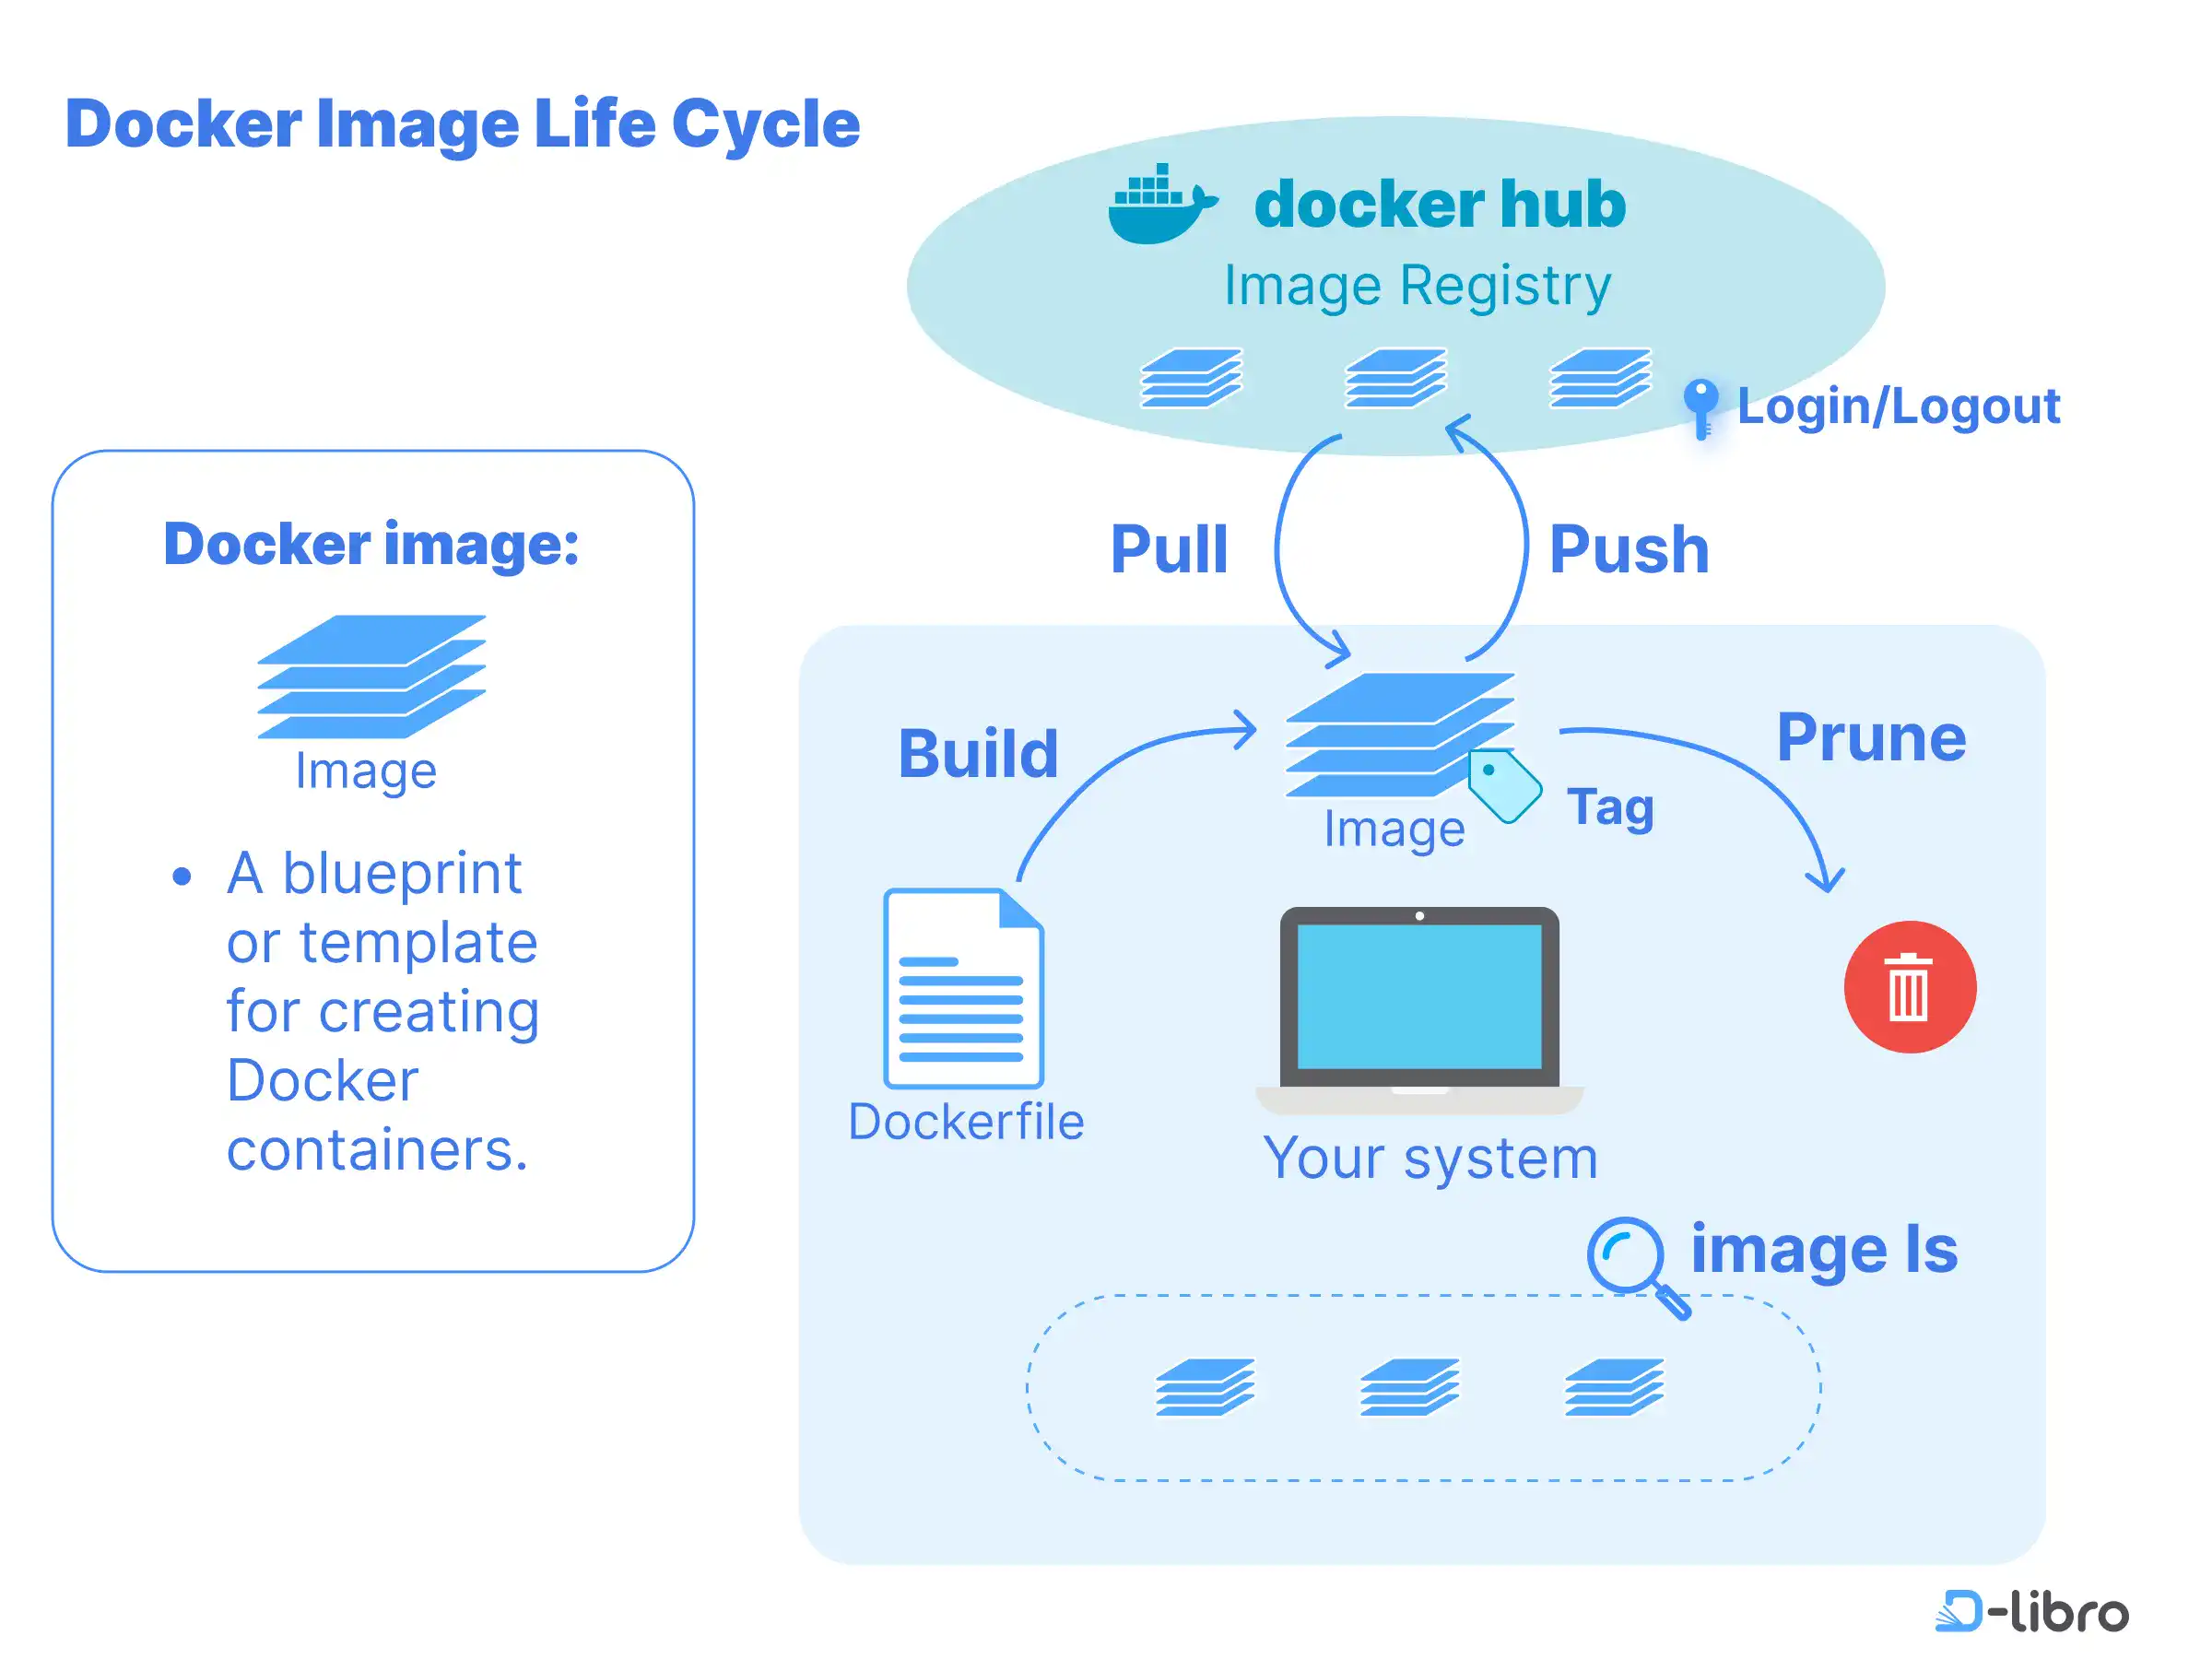 Docker Image Life Cycle
docker hub
Image Registry
Login/Logout
Pull
Push
Docker image:
Image
• A blueprint
or template
for creating
Docker
containers.
Build
Image
Tag
Prune
Dockerfile
Your system
image ls
D-libro